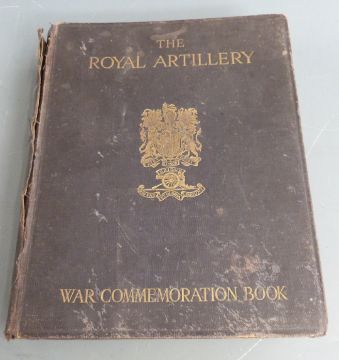 THE
ROYAL ARTILLERY
WAR COMMEMORATION BOOK